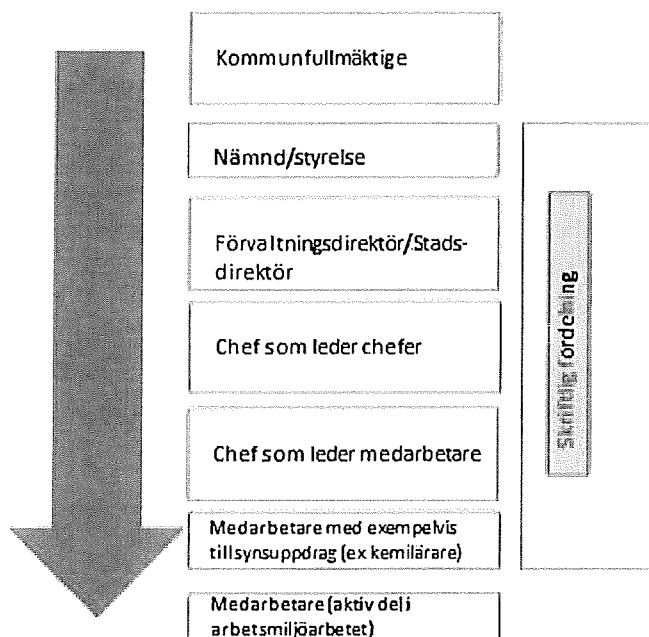 Kommunfullmäktige
Nämnd/styrelse
Förvaltningsdirektör/Stads-
direktör
Chef som leder chefer
Chef som leder medarbetare
Medarbetare med exempelvis
tillsynsuppdrag (ex kemilärare)
Medarbetare (aktiv del i
arbetsmiljöarbetet)
Skriftlig fördelning